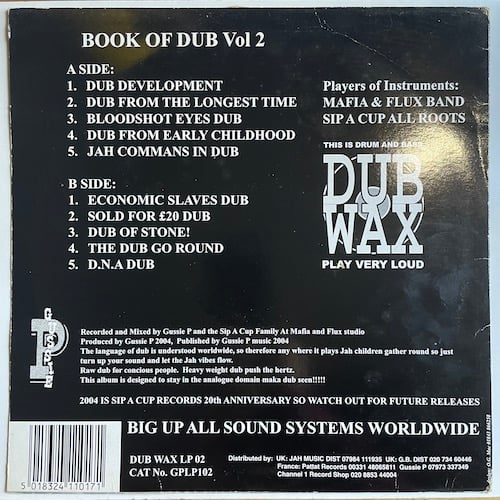 BOOK OF DUB Vol 2
A SIDE:
1. DUB DEVELOPMENT
2. DUB FROM THE LONGEST TIME
3. BLOODSHOT EYES DUB
4. DUB FROM EARLY CHILDHOOD
5. JAH COMMANS IN DUB
B SIDE:
1. ECONOMIC SLAVES DUB
2. SOLD FOR £20 DUB
3. DUB OF STONE!
4. THE DUB GO ROUND
5. D.N.A DUB
Players of Instruments:
MAFIA & FLUX BAND
SIP A CUP ALL ROOTS
THIS IS DRUM AND BASS
DUB
WAX
PLAY VERY LOUD
GUSSIE
P
Recorded and Mixed by Gussie P and the Sip A Cup Family At Mafia and Flux studio
Produced by Gussie P 2004, Published by Gussie P music 2004
The language of dub is understood worldwide, so therefore any where it plays Jah children gather round so just
turn up your sound and let the Jah vibes flow.
Raw dub for concious people. Heavy weight dub push the hertz.
This album is designed to stay in the analogue domain maka dub seen!!!!!
2004 IS SIP A CUP RECORDS 20th ANNIVERSARY SO WATCH OUT FOR FUTURE RELEASES
BIG UP ALL SOUND SYSTEMS WORLDWIDE
DUB WAX LP 02
CAT No. GPLP102
Distributed by: UK: JAH MUSIC DIST 07984 111935 UK: G.B. DIST 020 734 60446
France: Pattat Records 00331 48065811 Gussie P 07973 337349
Channel 1 Record Shop 020 8853 44004
5 018324 110171